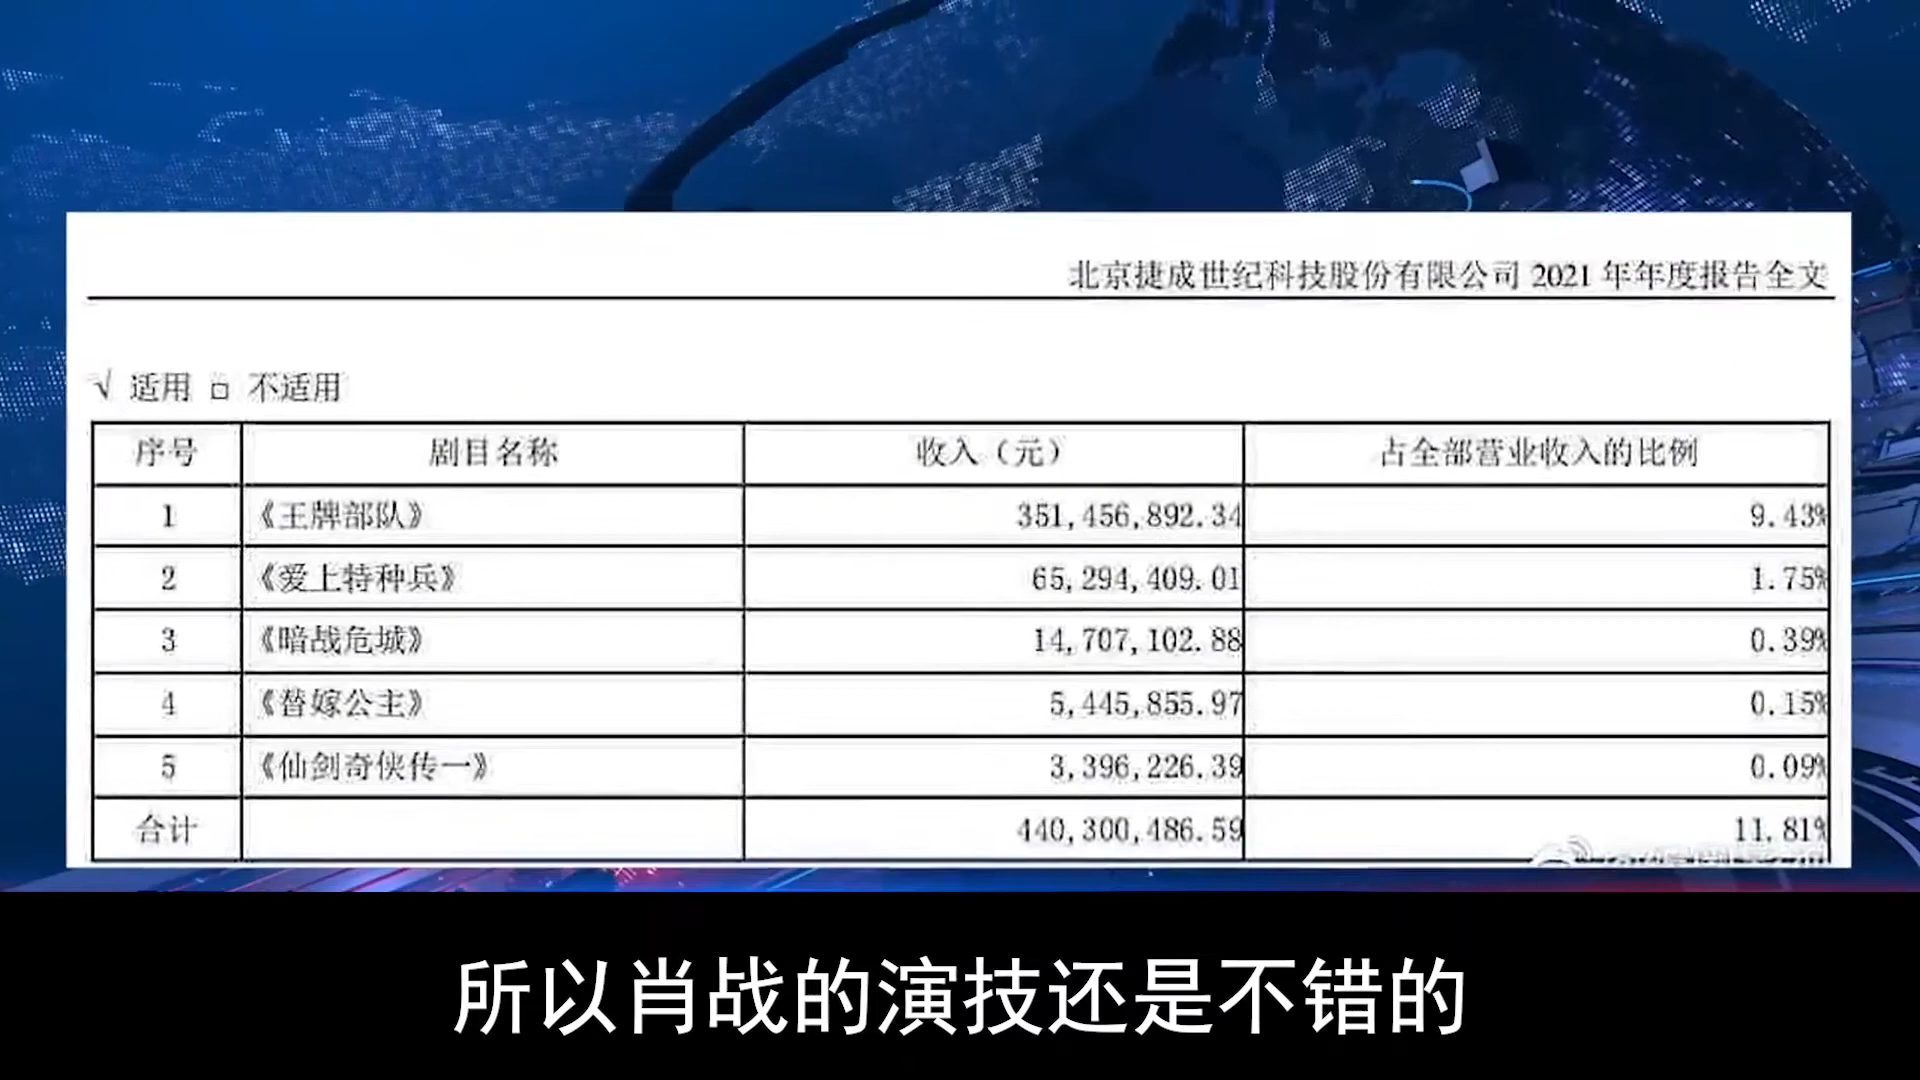 北京捷成世纪科技股份有限公司 2021 年年度报告全文
√ 适用 □ 不适用
序号 剧目名称 收入（元） 占全部营业收入的比例
1 《王牌部队》 351,456,892.34 9.43%
2 《爱上特种兵》 65,294,409.01 1.75%
3 《暗战危城》 14,707,102.88 0.39%
4 《替嫁公主》 5,445,855.97 0.15%
5 《仙剑奇侠传一》 3,396,226.39 0.09%
合计 440,300,486.59 11.81%
所以肖战的演技还是不错的